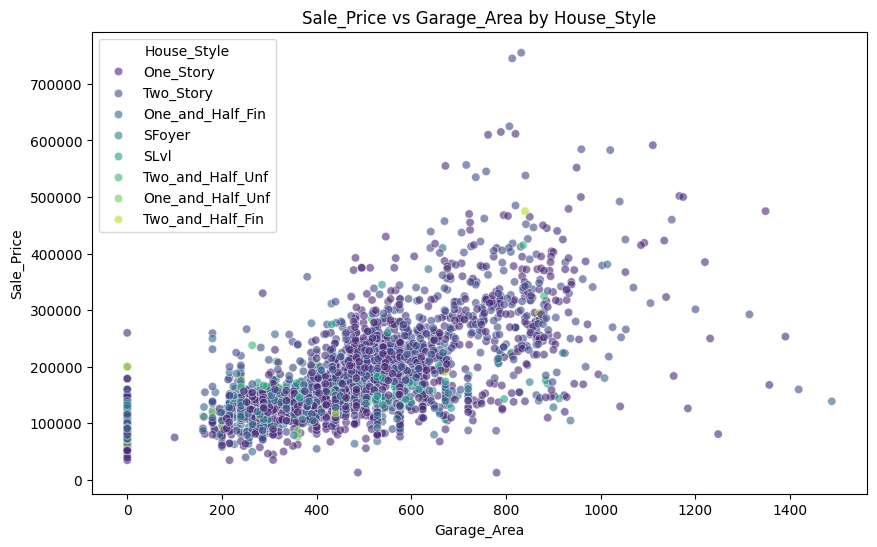 Sale_Price vs Garage_Area by House_Style
House_Style
One_Story
Two_Story
One_and_Half_Fin
SFoyer
SLvl
Two_and_Half_Unf
One_and_Half_Unf
Two_and_Half_Fin
Sale_Price
700000
600000
500000
400000
300000
200000
100000
0
0 200 400 600 800 1000 1200 1400
Garage_Area